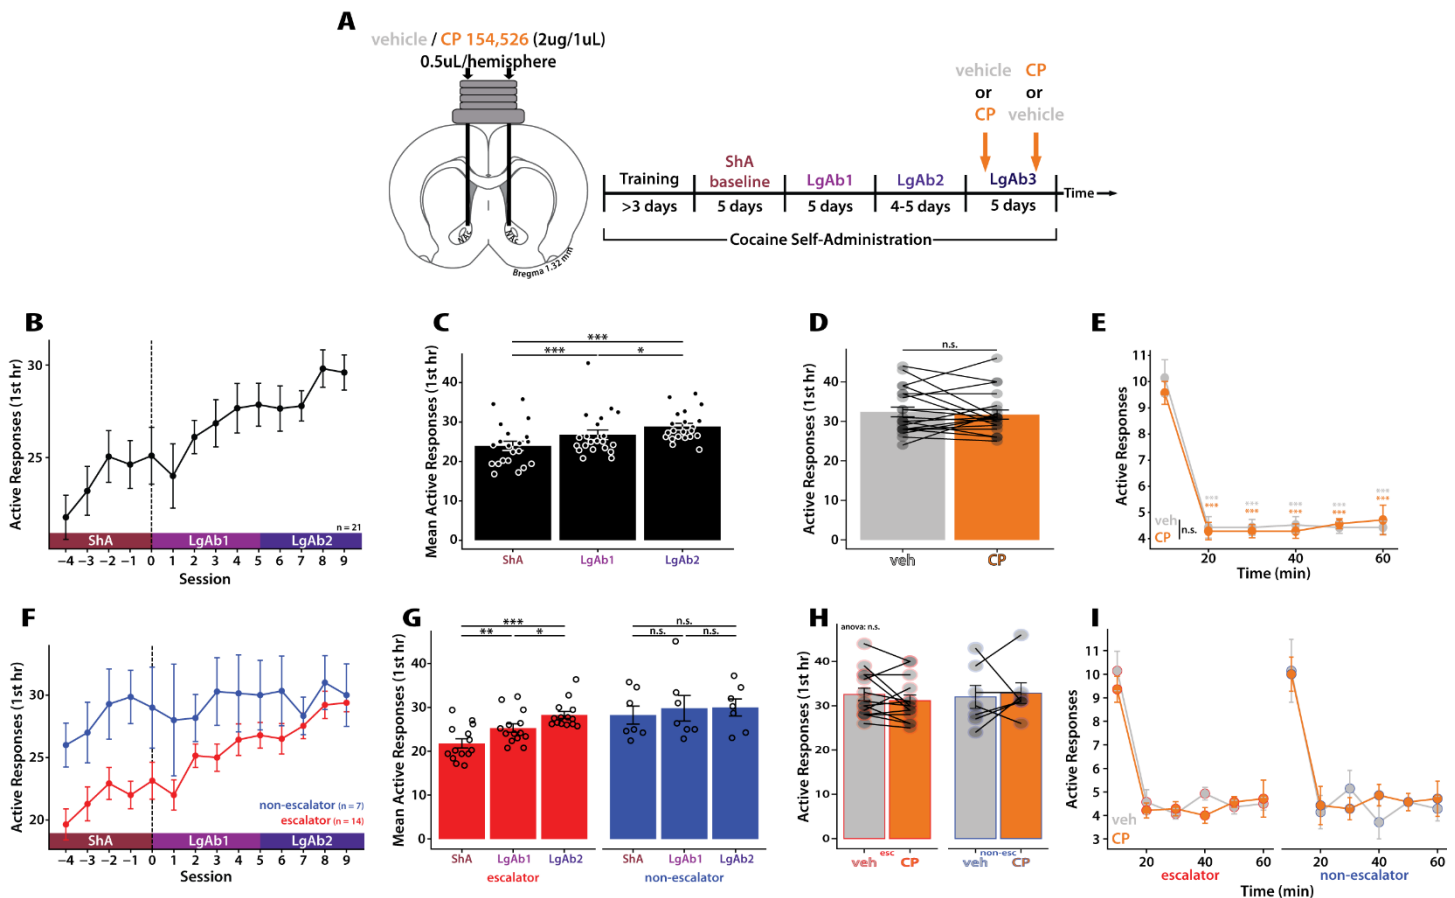 A
vehicle / CP 154,526 (2ug/1uL)
0.5uL/hemisphere
NAc
NAc
Bregma 1.32 mm
vehicle CP
or or
CP vehicle
Training
ShA
baseline
LgAb1
LgAb2
LgAb3
Time
>3 days
5 days
5 days
4-5 days
5 days
Cocaine Self-Administration
B
Active Responses (1st hr)
30
25
n = 21
ShA
LgAb1
LgAb2
−4 −3 −2 −1 0 1 2 3 4 5 6 7 8 9
Session
C
Mean Active Responses (1st hr)
***
***
*
40
30
20
10
0
ShA
LgAb1
LgAb2
D
Active Responses (1st hr)
n.s.
40
30
20
10
0
veh
CP
E
Active Responses
11
10
9
8
7
6
5
4
*** *** *** *** ***
*** *** *** *** ***
veh
CP
n.s.
20 40 60
Time (min)
F
Active Responses (1st hr)
30
25
20
non-escalator (n = 7)
escalator (n = 14)
ShA
LgAb1
LgAb2
−4 −3 −2 −1 0 1 2 3 4 5 6 7 8 9
Session
G
Mean Active Responses (1st hr)
***
**
*
n.s.
n.s.
n.s.
40
30
20
10
0
ShA LgAb1 LgAb2
ShA LgAb1 LgAb2
escalator
non-escalator
H
Active Responses (1st hr)
anova: n.s.
40
30
20
10
0
esc
veh CP
non-esc
veh CP
I
Active Responses
11
10
9
8
7
6
5
4
3
veh
CP
20 40 60
20 40 60
escalator
non-escalator
Time (min)